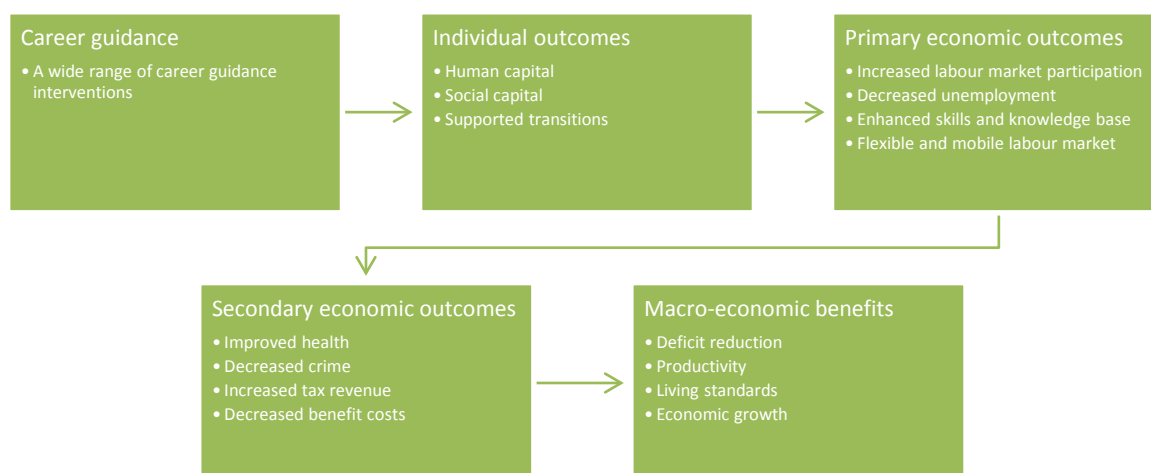 Career guidance
• A wide range of career guidance
interventions
Individual outcomes
• Human capital
• Social capital
• Supported transitions
Primary economic outcomes
• Increased labour market participation
• Decreased unemployment
• Enhanced skills and knowledge base
• Flexible and mobile labour market
Secondary economic outcomes
• Improved health
• Decreased crime
• Increased tax revenue
• Decreased benefit costs
Macro-economic benefits
• Deficit reduction
• Productivity
• Living standards
• Economic growth